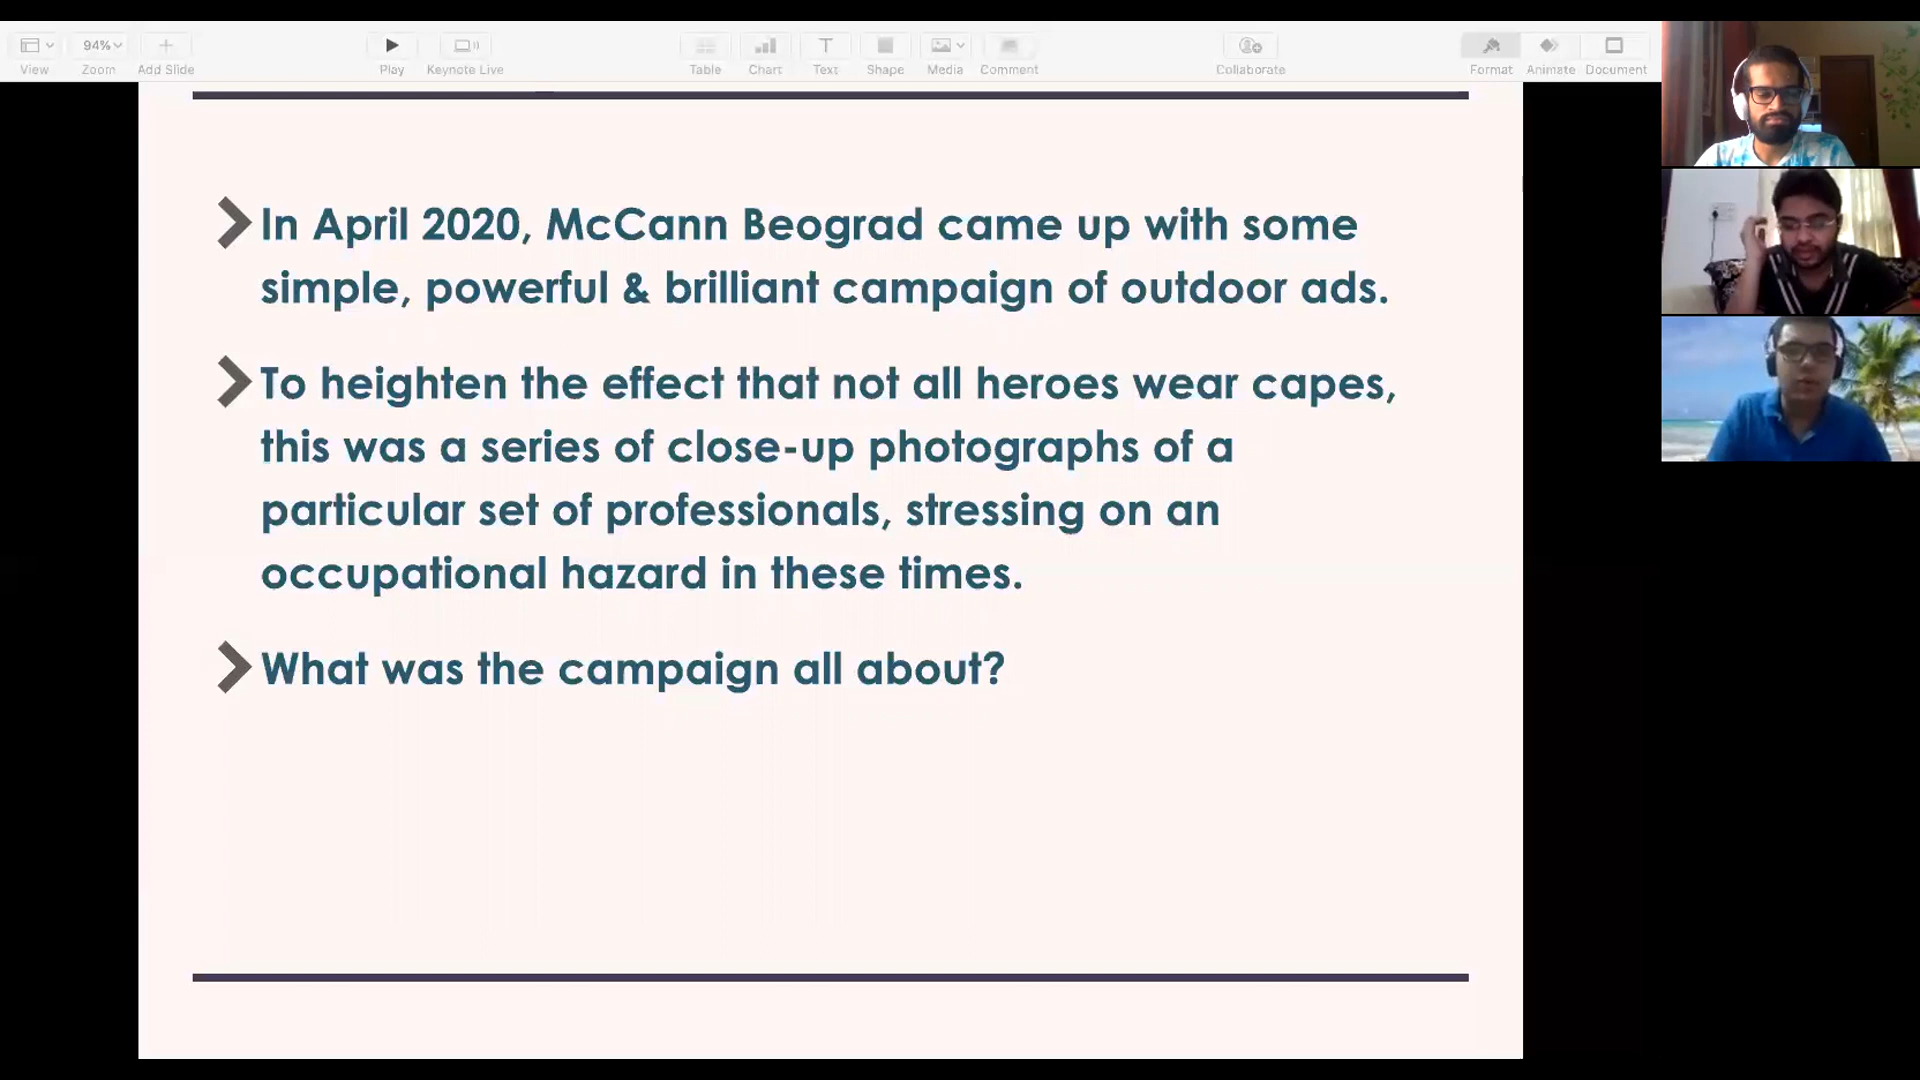 94%
View
Zoom
Add Slide
Play
Keynote Live
Table
Chart
Text
Shape
Media
Comment
Collaborate
Format
Animate
Document
In April 2020, McCann Beograd came up with some
simple, powerful & brilliant campaign of outdoor ads.
To heighten the effect that not all heroes wear capes,
this was a series of close-up photographs of a
particular set of professionals, stressing on an
occupational hazard in these times.
What was the campaign all about?